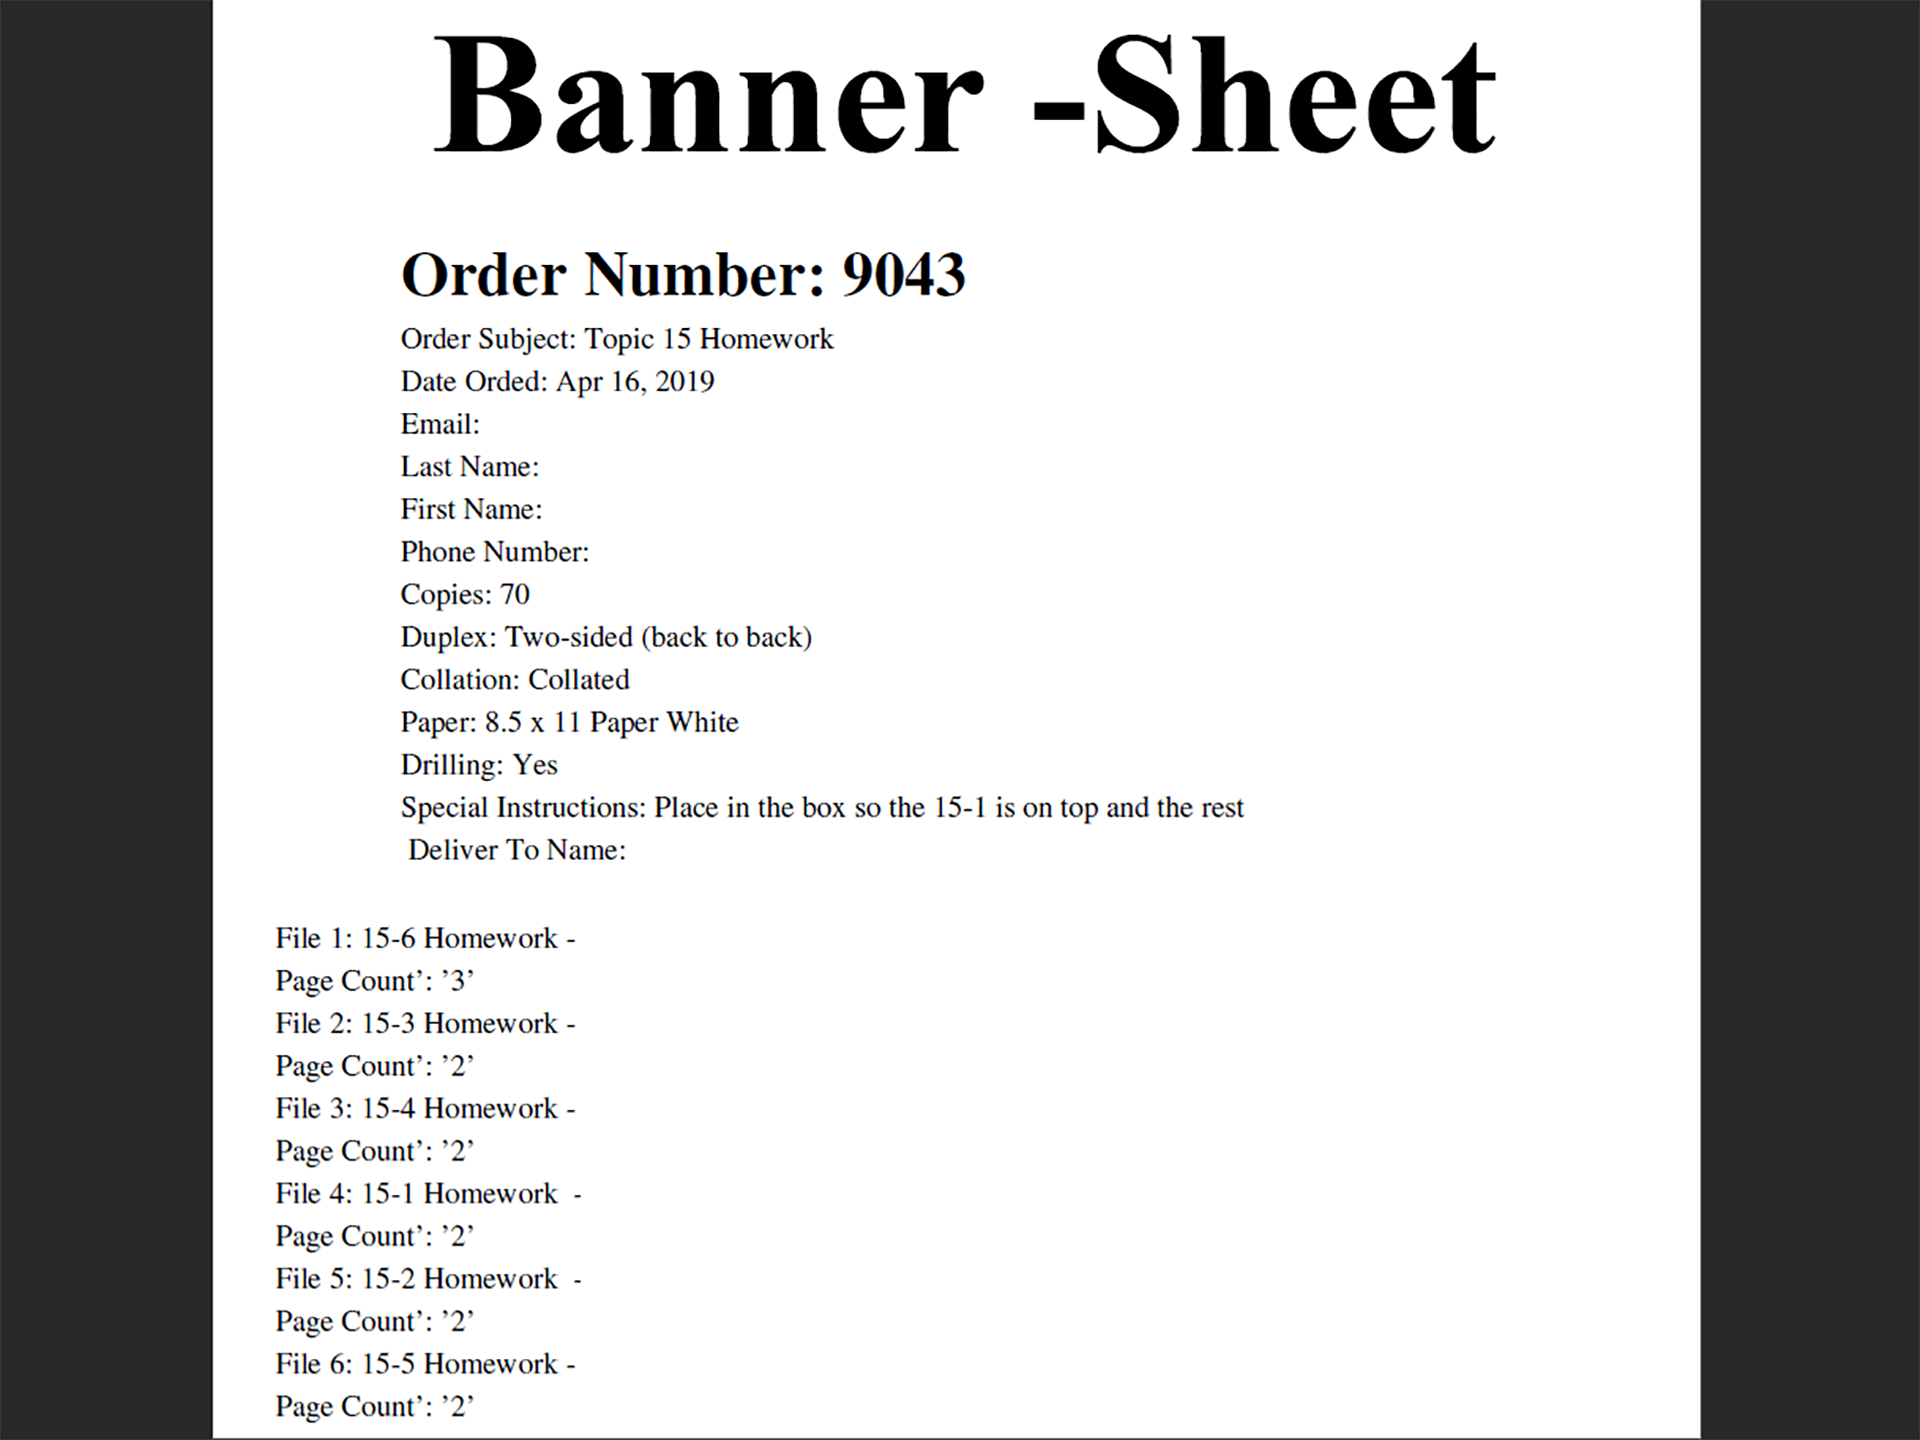 Banner -Sheet
Order Number: 9043
Order Subject: Topic 15 Homework
Date Orded: Apr 16, 2019
Email:
Last Name:
First Name:
Phone Number:
Copies: 70
Duplex: Two-sided (back to back)
Collation: Collated
Paper: 8.5 x 11 Paper White
Drilling: Yes
Special Instructions: Place in the box so the 15-1 is on top and the rest
Deliver To Name:
File 1: 15-6 Homework -
Page Count’: ’3’
File 2: 15-3 Homework -
Page Count’: ’2’
File 3: 15-4 Homework -
Page Count’: ’2’
File 4: 15-1 Homework  -
Page Count’: ’2’
File 5: 15-2 Homework  -
Page Count’: ’2’
File 6: 15-5 Homework -
Page Count’: ’2’